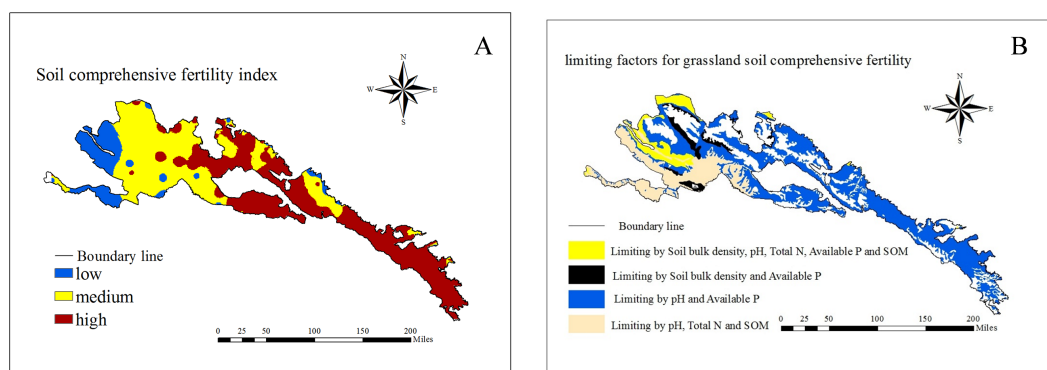 A
Soil comprehensive fertility index
N
W E
S
Boundary line
low
medium
high
0 25 50 100 150 200
Miles
B
limiting factors for grassland soil comprehensive fertility
N
W E
S
Boundary line
Limiting by Soil bulk density, pH, Total N, Available P and SOM
Limiting by Soil bulk density and Available P
Limiting by pH and Available P
Limiting by pH, Total N and SOM
0 25 50 100 150 200
Miles